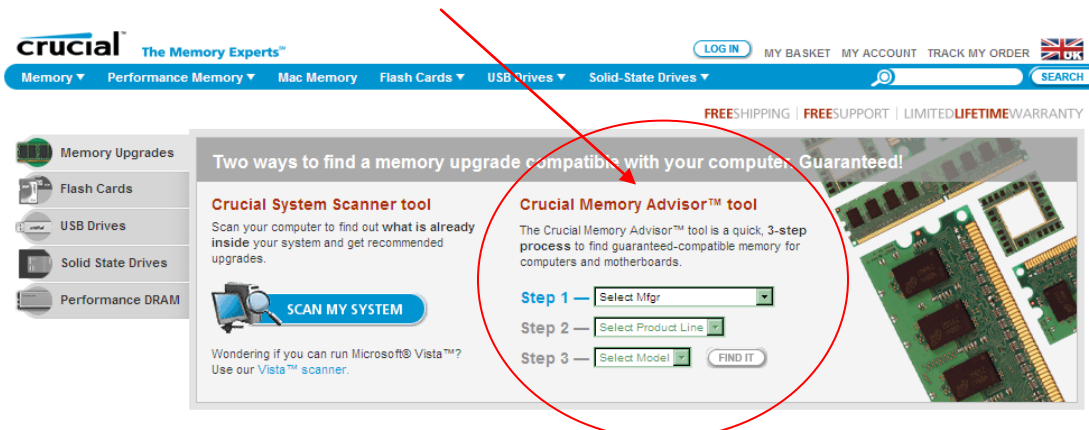 crucial™ The Memory Experts℠
LOG IN MY BASKET MY ACCOUNT TRACK MY ORDER UK
Memory ▼ Performance Memory ▼ Mac Memory Flash Cards ▼ USB Drives ▼ Solid-State Drives ▼ SEARCH
FREESHIPPING | FREESUPPORT | LIMITEDLIFETIMEWARRANTY
Memory Upgrades
Flash Cards
USB Drives
Solid State Drives
Performance DRAM
Two ways to find a memory upgrade compatible with your computer. Guaranteed!
Crucial System Scanner tool
Scan your computer to find out what is already
inside your system and get recommended
upgrades.
SCAN MY SYSTEM
Wondering if you can run Microsoft® Vista™?
Use our Vista™ scanner.
Crucial Memory Advisor™ tool
The Crucial Memory Advisor™ tool is a quick, 3-step
process to find guaranteed-compatible memory for
computers and motherboards.
Step 1 — Select Mfgr
Step 2 — Select Product Line
Step 3 — Select Model FIND IT